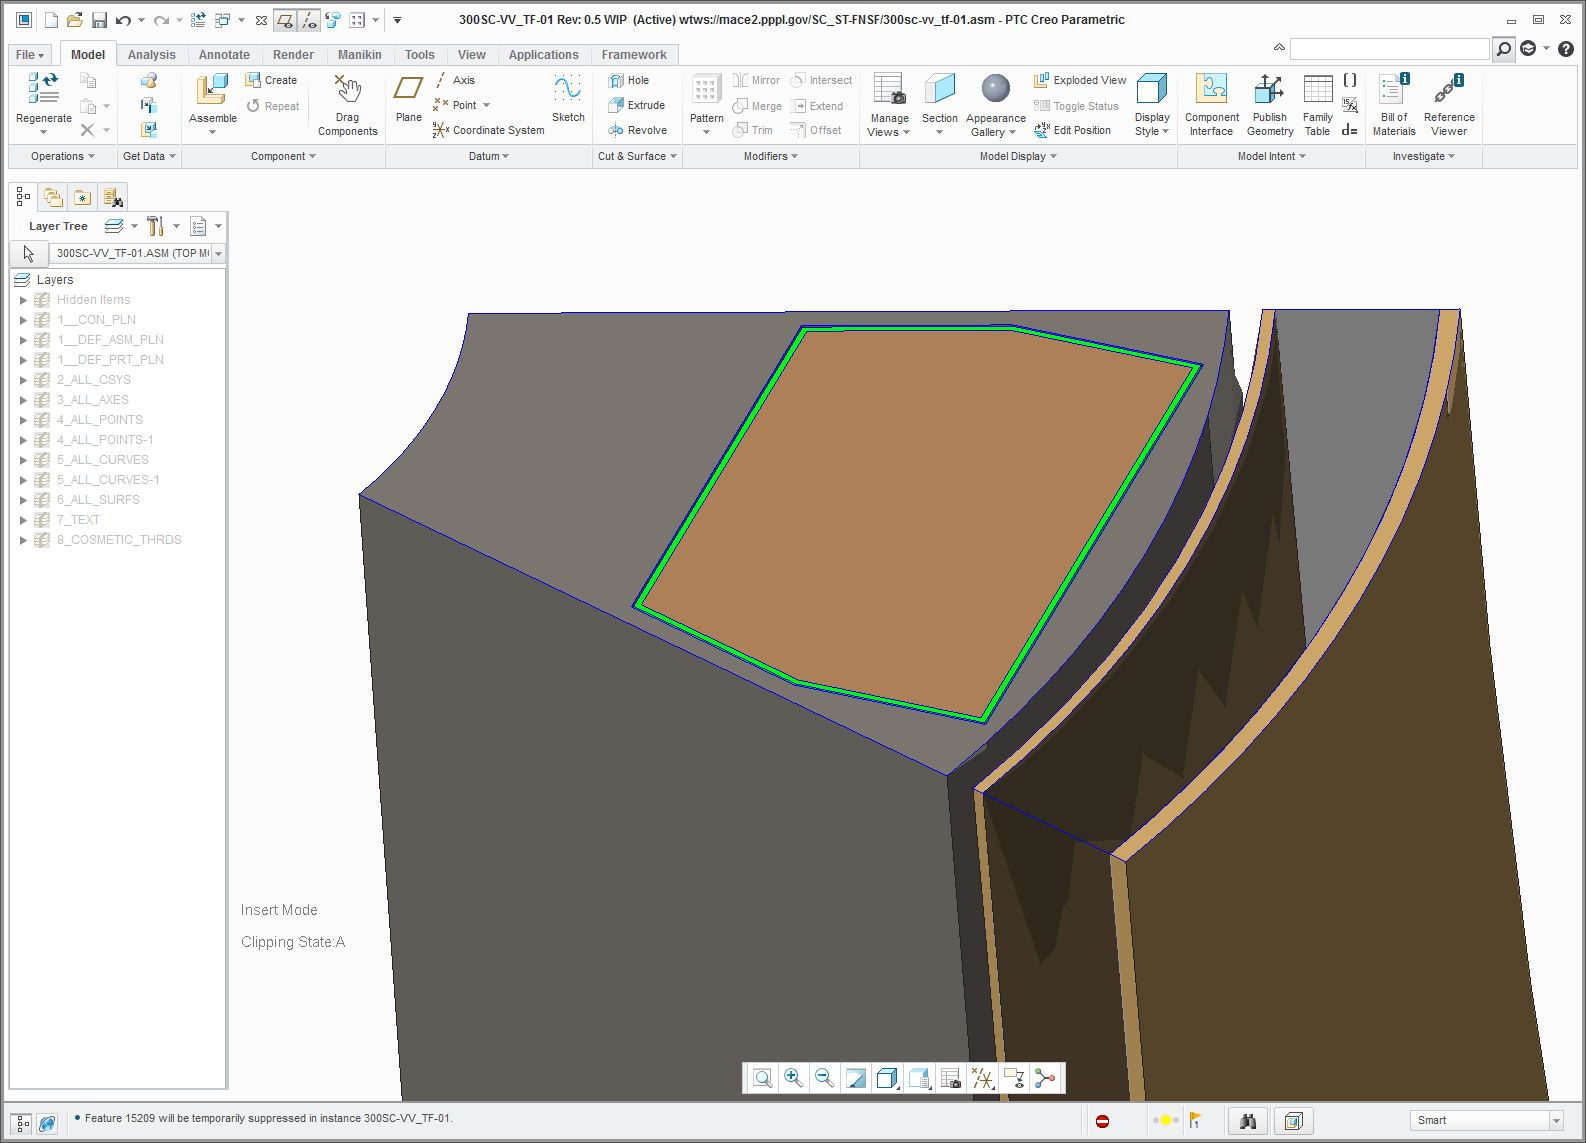 300SC-VV_TF-01 Rev: 0.5 WIP (Active) wtws://mace2.pppl.gov/SC_ST-FNSF/300sc-vv_tf-01.asm - PTC Creo Parametric
File Model Analysis Annotate Render Manikin Tools View Applications Framework
Regenerate
Operations
Get Data
Assemble
Create
Repeat
Drag
Components
Component
Plane
Axis
Point
Coordinate System
Sketch
Datum
Hole
Extrude
Revolve
Cut & Surface
Pattern
Mirror
Merge
Trim
Intersect
Extend
Offset
Modifiers
Manage
Views
Section
Appearance
Gallery
Exploded View
Toggle Status
Edit Position
Display
Style
Model Display
Component
Interface
Publish
Geometry
Family
Table
d=
Model Intent
Bill of
Materials
Reference
Viewer
Investigate
Layer Tree
300SC-VV_TF-01.ASM (TOP M
Layers
Hidden Items
1__CON_PLN
1__DEF_ASM_PLN
1__DEF_PRT_PLN
2_ALL_CSYS
3_ALL_AXES
4_ALL_POINTS
4_ALL_POINTS-1
5_ALL_CURVES
5_ALL_CURVES-1
6_ALL_SURFS
7_TEXT
8_COSMETIC_THRDS
Insert Mode
Clipping State:A
• Feature 15209 will be temporarily suppressed in instance 300SC-VV_TF-01.
1
Smart